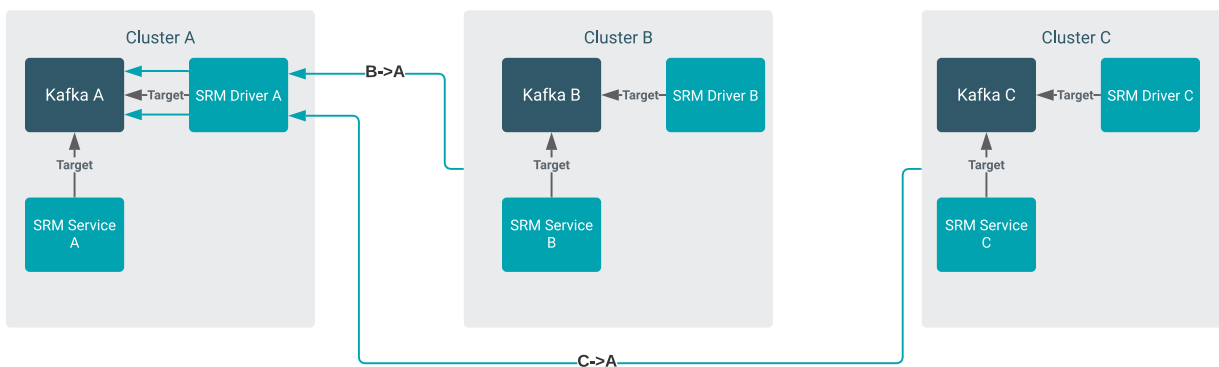 Cluster A
Kafka A
Target
SRM Driver A
Target
SRM Service
A
B->A
Cluster B
Kafka B
Target
SRM Driver B
Target
SRM Service
B
Cluster C
Kafka C
Target
SRM Driver C
Target
SRM Service
C
C->A